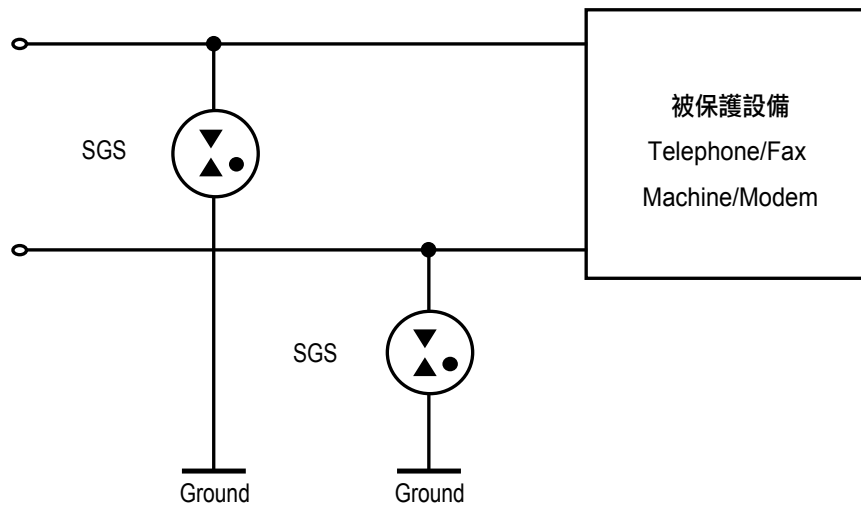 SGS
被保護設備
Telephone/Fax
Machine/Modem
SGS
Ground
Ground